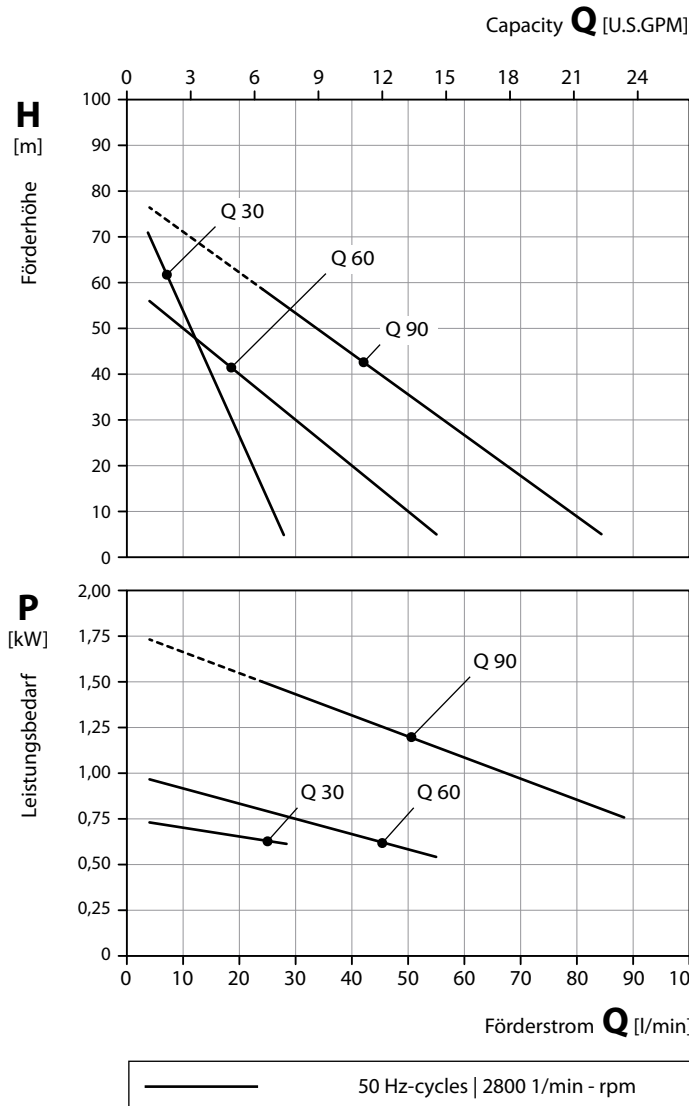 Capacity Q [U.S.GPM]
0 3 6 9 12 15 18 21 24
H
[m]
Förderhöhe
100
90
80
70
60
50
40
30
20
10
0
Q 30
Q 60
Q 90
P
[kW]
Leistungsbedarf
2,00
1,75
1,50
1,25
1,00
0,75
0,50
0,25
0
Q 90
Q 30
Q 60
0 10 20 30 40 50 60 70 80 90 100
Förderstrom Q [l/min]
50 Hz-cycles | 2800 1/min - rpm